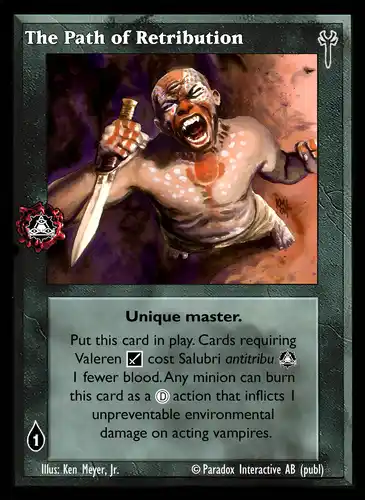 The Path of Retribution
Unique master.
Put this card in play. Cards requiring
Valeren cost Salubri antitribu
1 fewer blood. Any minion can burn
this card as a D action that inflicts 1
unpreventable environmental
damage on acting vampires.
1
Illus: Ken Meyer, Jr. © Paradox Interactive AB (publ)